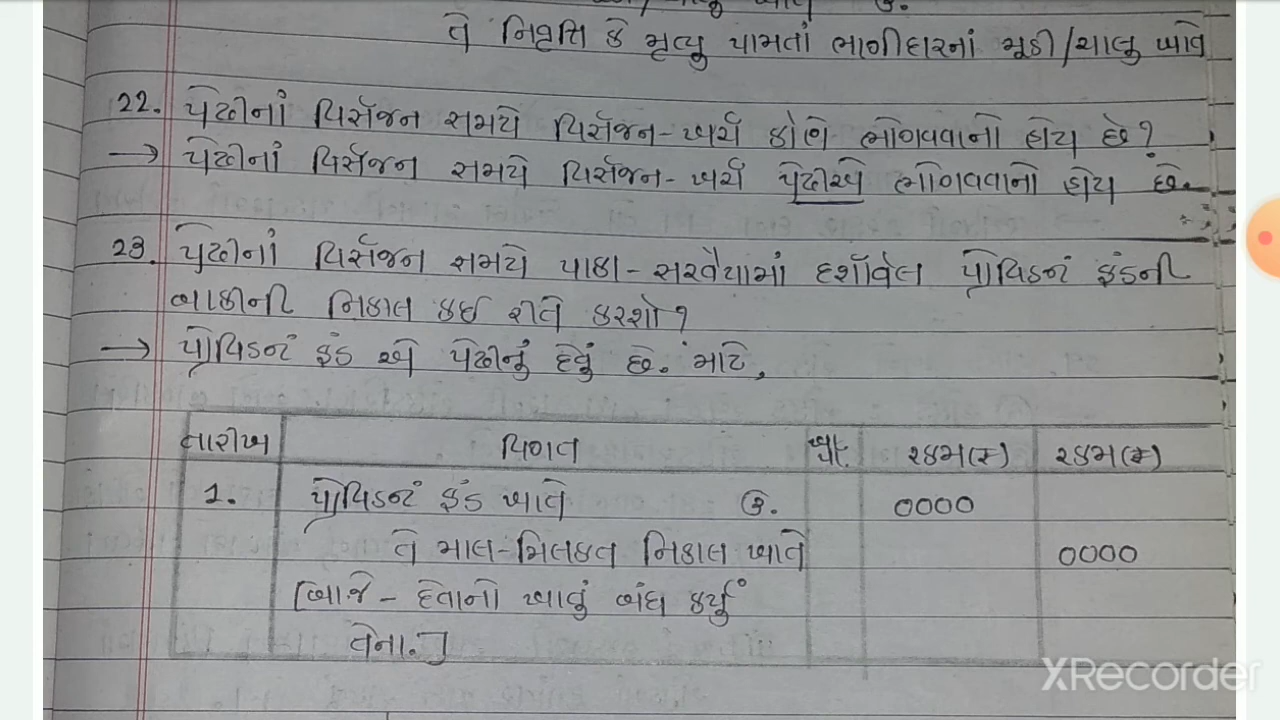 તે નિવૃત્તિ કે મૃત્યુ પામતાં ભાગીદારનાં મૂડી/ચાલુ ખાતે
22. પેઢીનાં વિસર્જન સમયે વિસર્જન-ખર્ચ કોણે ભોગવવાનો હોય છે?
→ પેઢીનાં વિસર્જન સમયે વિસર્જન-ખર્ચ પેઢીએ ભોગવવાનો હોય છે.
23. પેઢીનાં વિસર્જન સમયે પાકા-સરવૈયામાં દર્શાવેલ પ્રોવિડન્ટ ફંડની
બાકીની નિકાલ કઈ રીતે કરશો?
→ પ્રોવિડન્ટ ફંડ એ પેઢીનું દેવું છે. માટે,
તારીખ વિગત ખા. રકમ(રૂ) રકમ(રૂ)
1. પ્રોવિડન્ટ ફંડ ખાતે ઉ. 0000
તે માલ-મિલકત નિકાલ ખાતે 0000
[બા.જે - દેવાનો ખાતું બંધ કર્યું
તેના.]
XRecorder